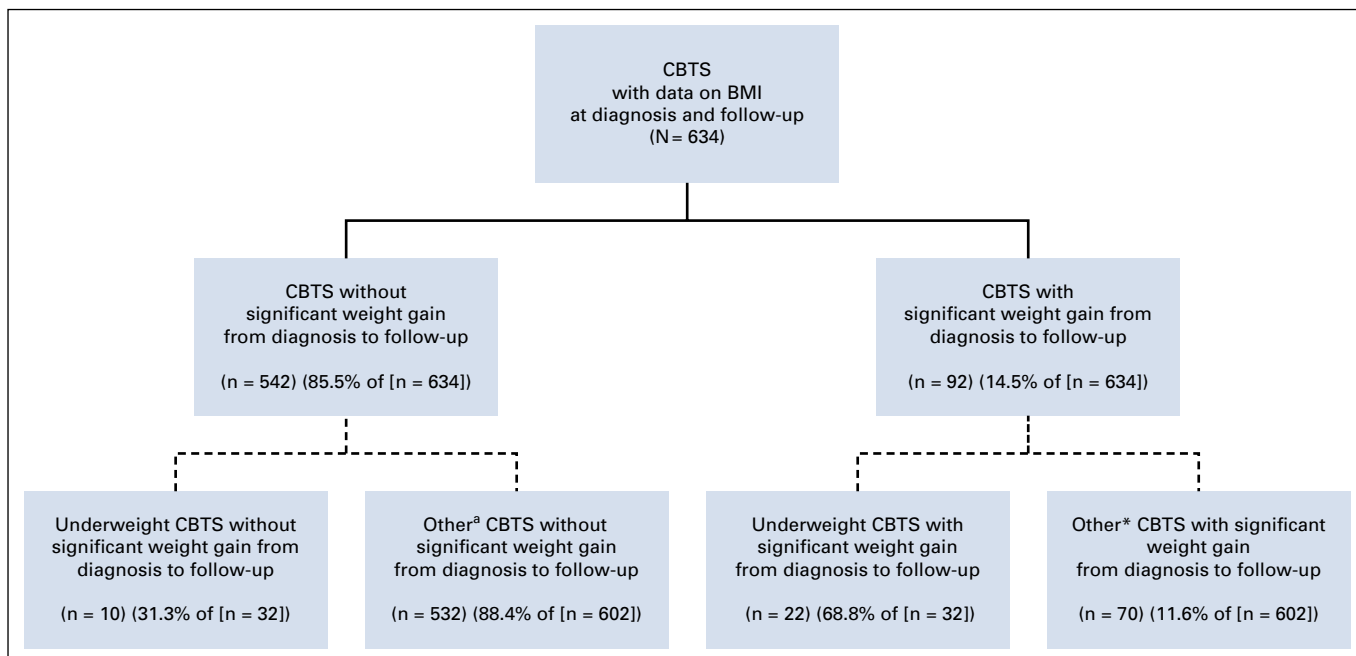 CBTS
with data on BMI
at diagnosis and follow-up
(N = 634)
CBTS without
significant weight gain
from diagnosis to follow-up
(n = 542) (85.5% of [n = 634])
CBTS with
significant weight gain from
diagnosis to follow-up
(n = 92) (14.5% of [n = 634])
Underweight CBTS without
significant weight gain from
diagnosis to follow-up
(n = 10) (31.3% of [n = 32])
Otherᵃ CBTS without
significant weight gain
from diagnosis to follow-up
(n = 532) (88.4% of [n = 602])
Underweight CBTS with
significant weight gain
from diagnosis to follow-up
(n = 22) (68.8% of [n = 32])
Other* CBTS with significant
weight gain
from diagnosis to follow-up
(n = 70) (11.6% of [n = 602])